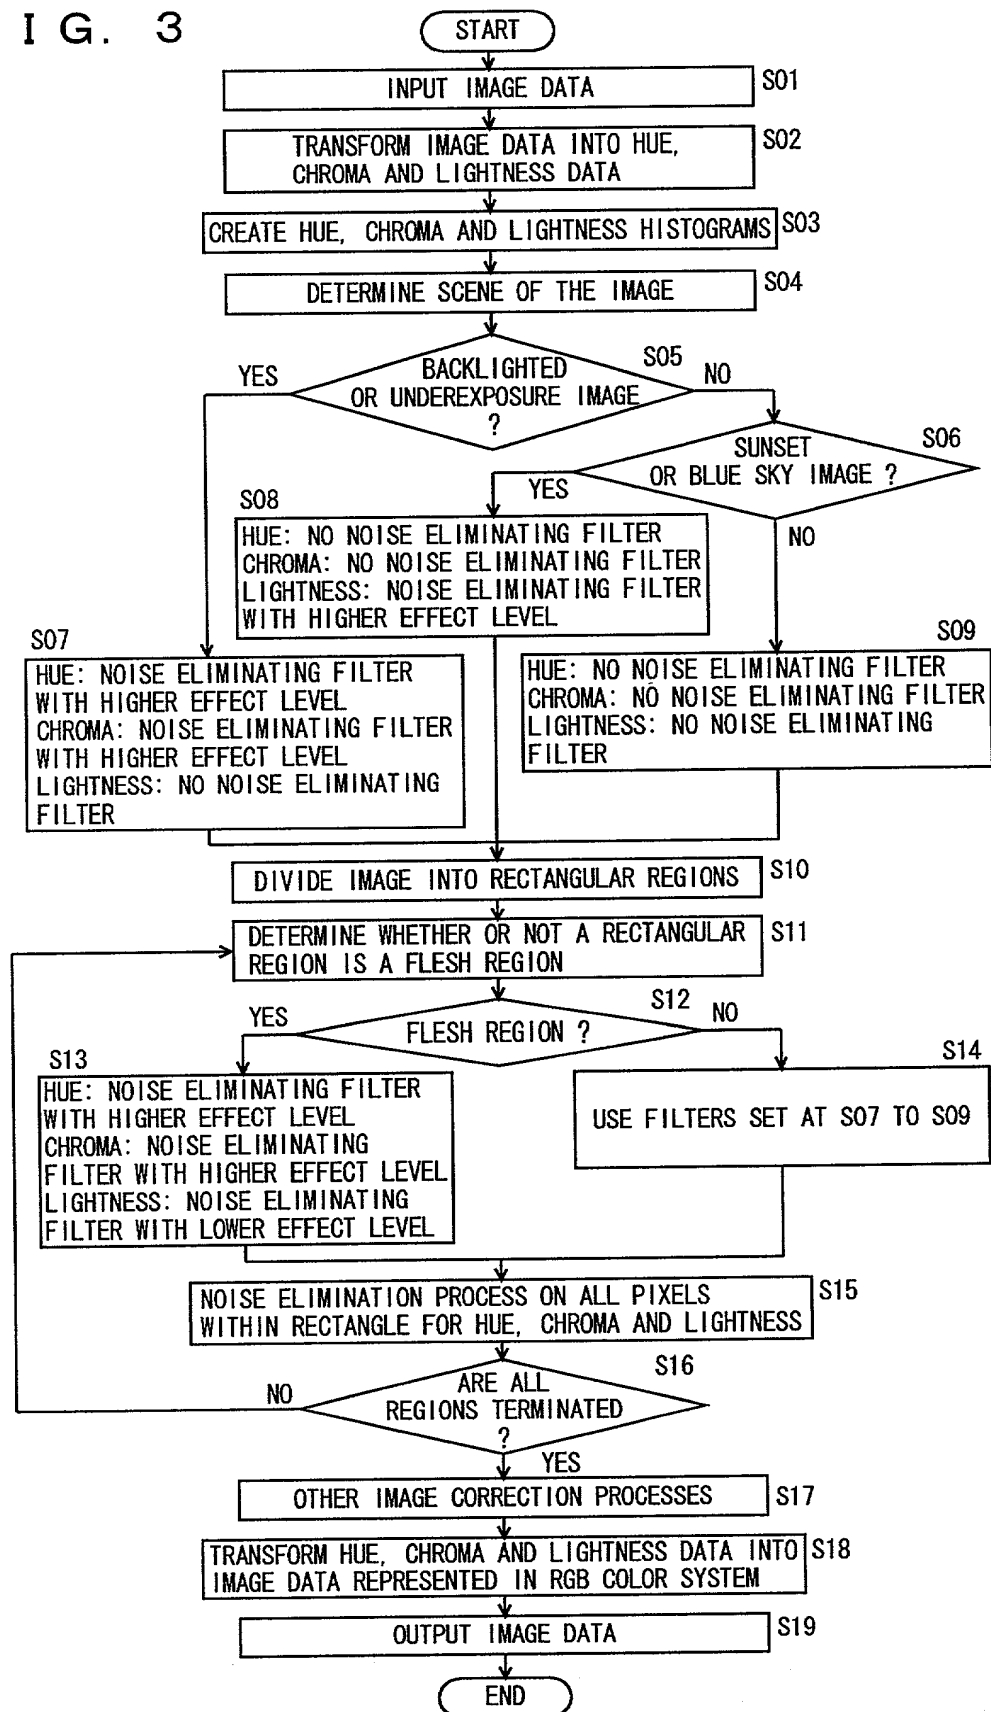 IG. 3
START
INPUT IMAGE DATA
S01
TRANSFORM IMAGE DATA INTO HUE,
CHROMA AND LIGHTNESS DATA
S02
CREATE HUE, CHROMA AND LIGHTNESS HISTOGRAMS
S03
DETERMINE SCENE OF THE IMAGE
S04
BACKLIGHTED
OR UNDEREXPOSURE IMAGE
?
S05
YES
NO
SUNSET
OR BLUE SKY IMAGE ?
S06
YES
NO
S08
HUE: NO NOISE ELIMINATING FILTER
CHROMA: NO NOISE ELIMINATING FILTER
LIGHTNESS: NOISE ELIMINATING FILTER
WITH HIGHER EFFECT LEVEL
S07
HUE: NOISE ELIMINATING FILTER
WITH HIGHER EFFECT LEVEL
CHROMA: NOISE ELIMINATING FILTER
WITH HIGHER EFFECT LEVEL
LIGHTNESS: NO NOISE ELIMINATING
FILTER
S09
HUE: NO NOISE ELIMINATING FILTER
CHROMA: NO NOISE ELIMINATING FILTER
LIGHTNESS: NO NOISE ELIMINATING
FILTER
DIVIDE IMAGE INTO RECTANGULAR REGIONS
S10
DETERMINE WHETHER OR NOT A RECTANGULAR
REGION IS A FLESH REGION
S11
FLESH REGION ?
S12
YES
NO
S13
HUE: NOISE ELIMINATING FILTER
WITH HIGHER EFFECT LEVEL
CHROMA: NOISE ELIMINATING
FILTER WITH HIGHER EFFECT LEVEL
LIGHTNESS: NOISE ELIMINATING
FILTER WITH LOWER EFFECT LEVEL
S14
USE FILTERS SET AT S07 TO S09
NOISE ELIMINATION PROCESS ON ALL PIXELS
WITHIN RECTANGLE FOR HUE, CHROMA AND LIGHTNESS
S15
ARE ALL
REGIONS TERMINATED
?
S16
NO
YES
OTHER IMAGE CORRECTION PROCESSES
S17
TRANSFORM HUE, CHROMA AND LIGHTNESS DATA INTO
IMAGE DATA REPRESENTED IN RGB COLOR SYSTEM
S18
OUTPUT IMAGE DATA
S19
END